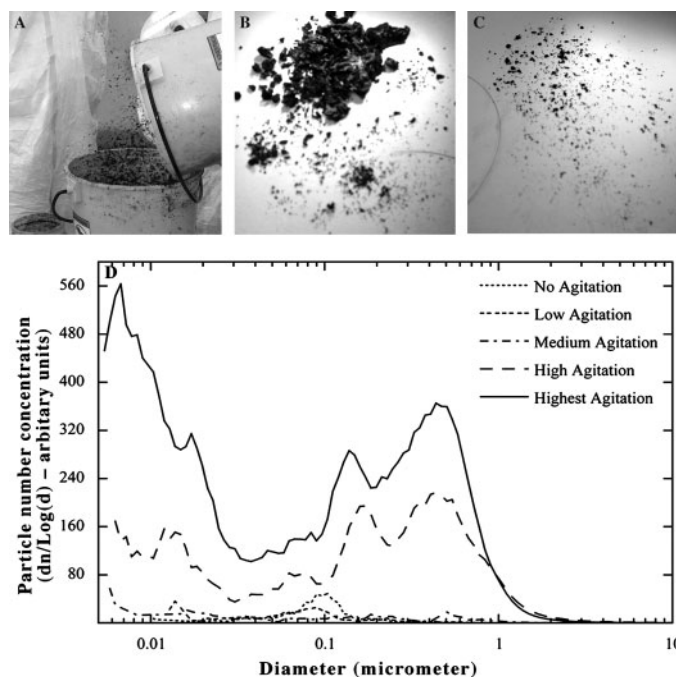 A
B
C
D
560
480
400
320
240
160
80
No Agitation
Low Agitation
Medium Agitation
High Agitation
Highest Agitation
Particle number concentration
(dn/Log(d) – arbitary units)
0.01
0.1
1
10
Diameter (micrometer)